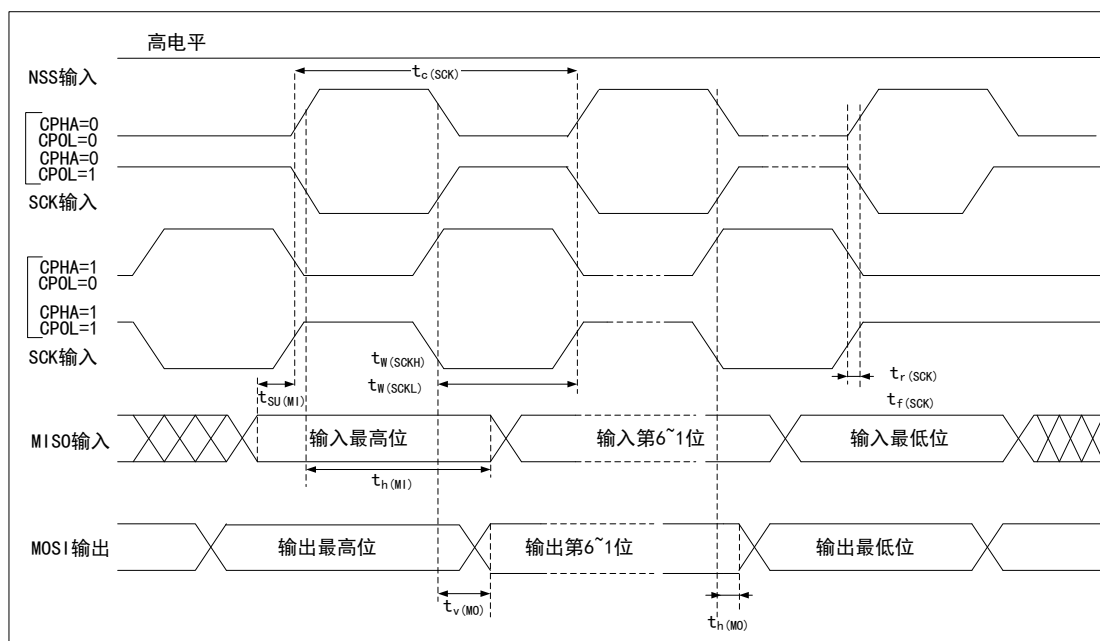 高电平
NSS输入
tc(SCK)
CPHA=0
CPOL=0
CPHA=0
CPOL=1
SCK输入
CPHA=1
CPOL=0
CPHA=1
CPOL=1
SCK输入
tW(SCKH)
tW(SCKL)
tr(SCK)
tf(SCK)
tSU(MI)
MISO输入
输入最高位
输入第6~1位
输入最低位
th(MI)
MOSI输出
输出最高位
输出第6~1位
输出最低位
tv(MO)
th(MO)